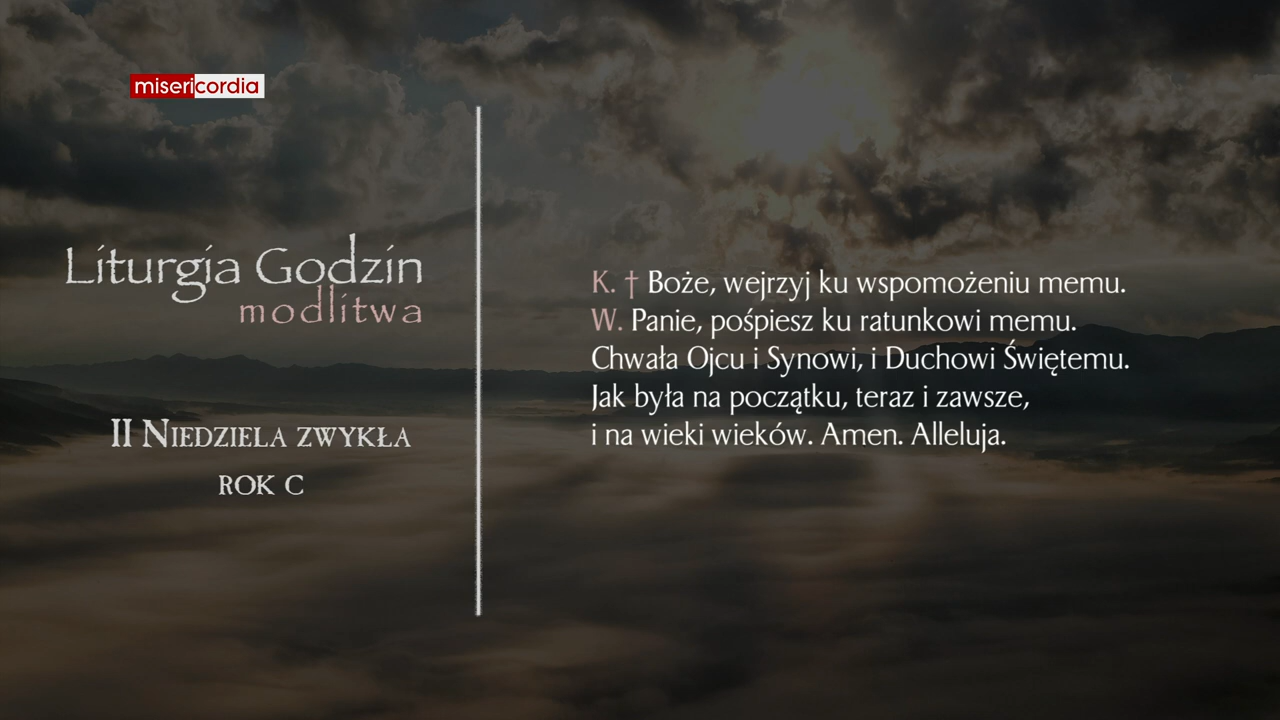 misericordia
Liturgia Godzin
modlitwa
II Niedziela zwykła
rok C
K. † Boże, wejrzyj ku wspomożeniu memu.
W. Panie, pośpiesz ku ratunkowi memu.
Chwała Ojcu i Synowi, i Duchowi Świętemu.
Jak była na początku, teraz i zawsze,
i na wieki wieków. Amen. Alleluja.